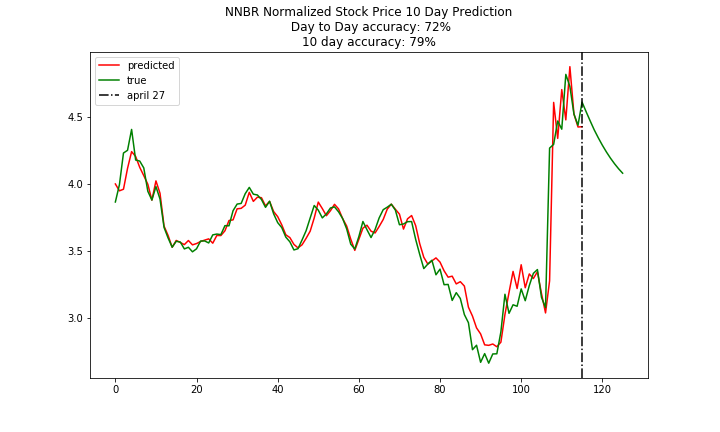 NNBR Normalized Stock Price 10 Day Prediction
Day to Day accuracy: 72%
10 day accuracy: 79%
predicted
true
april 27
4.5
4.0
3.5
3.0
0 20 40 60 80 100 120